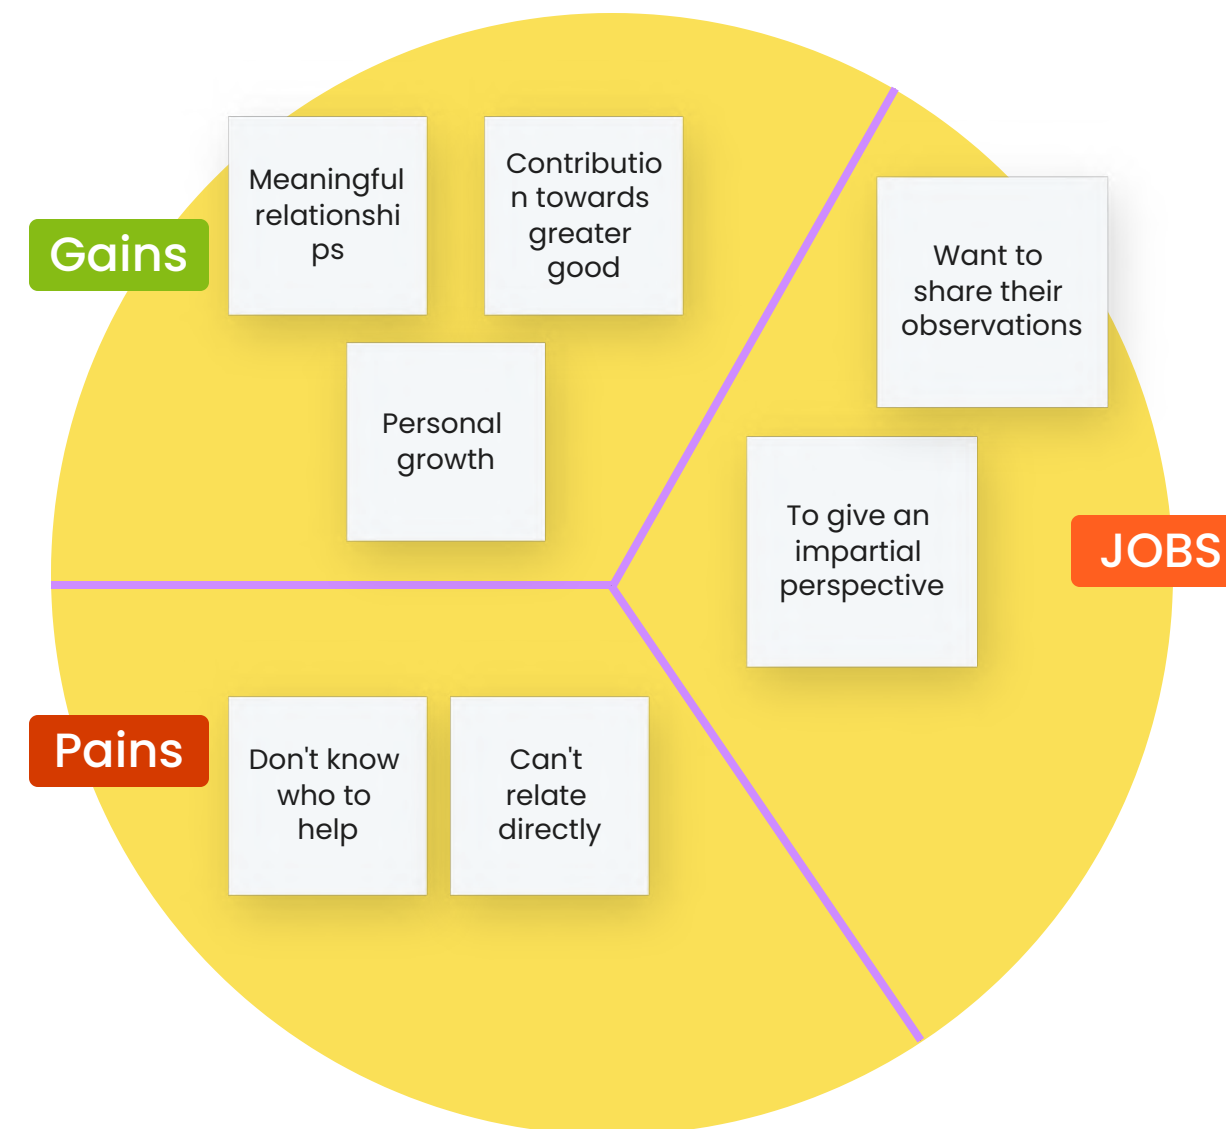 Gains
Meaningful
relationshi
ps
Contributio
n towards
greater
good
Personal
growth
Want to
share their
observations
To give an
impartial
perspective
JOBS
Pains
Don't know
who to
help
Can't
relate
directly